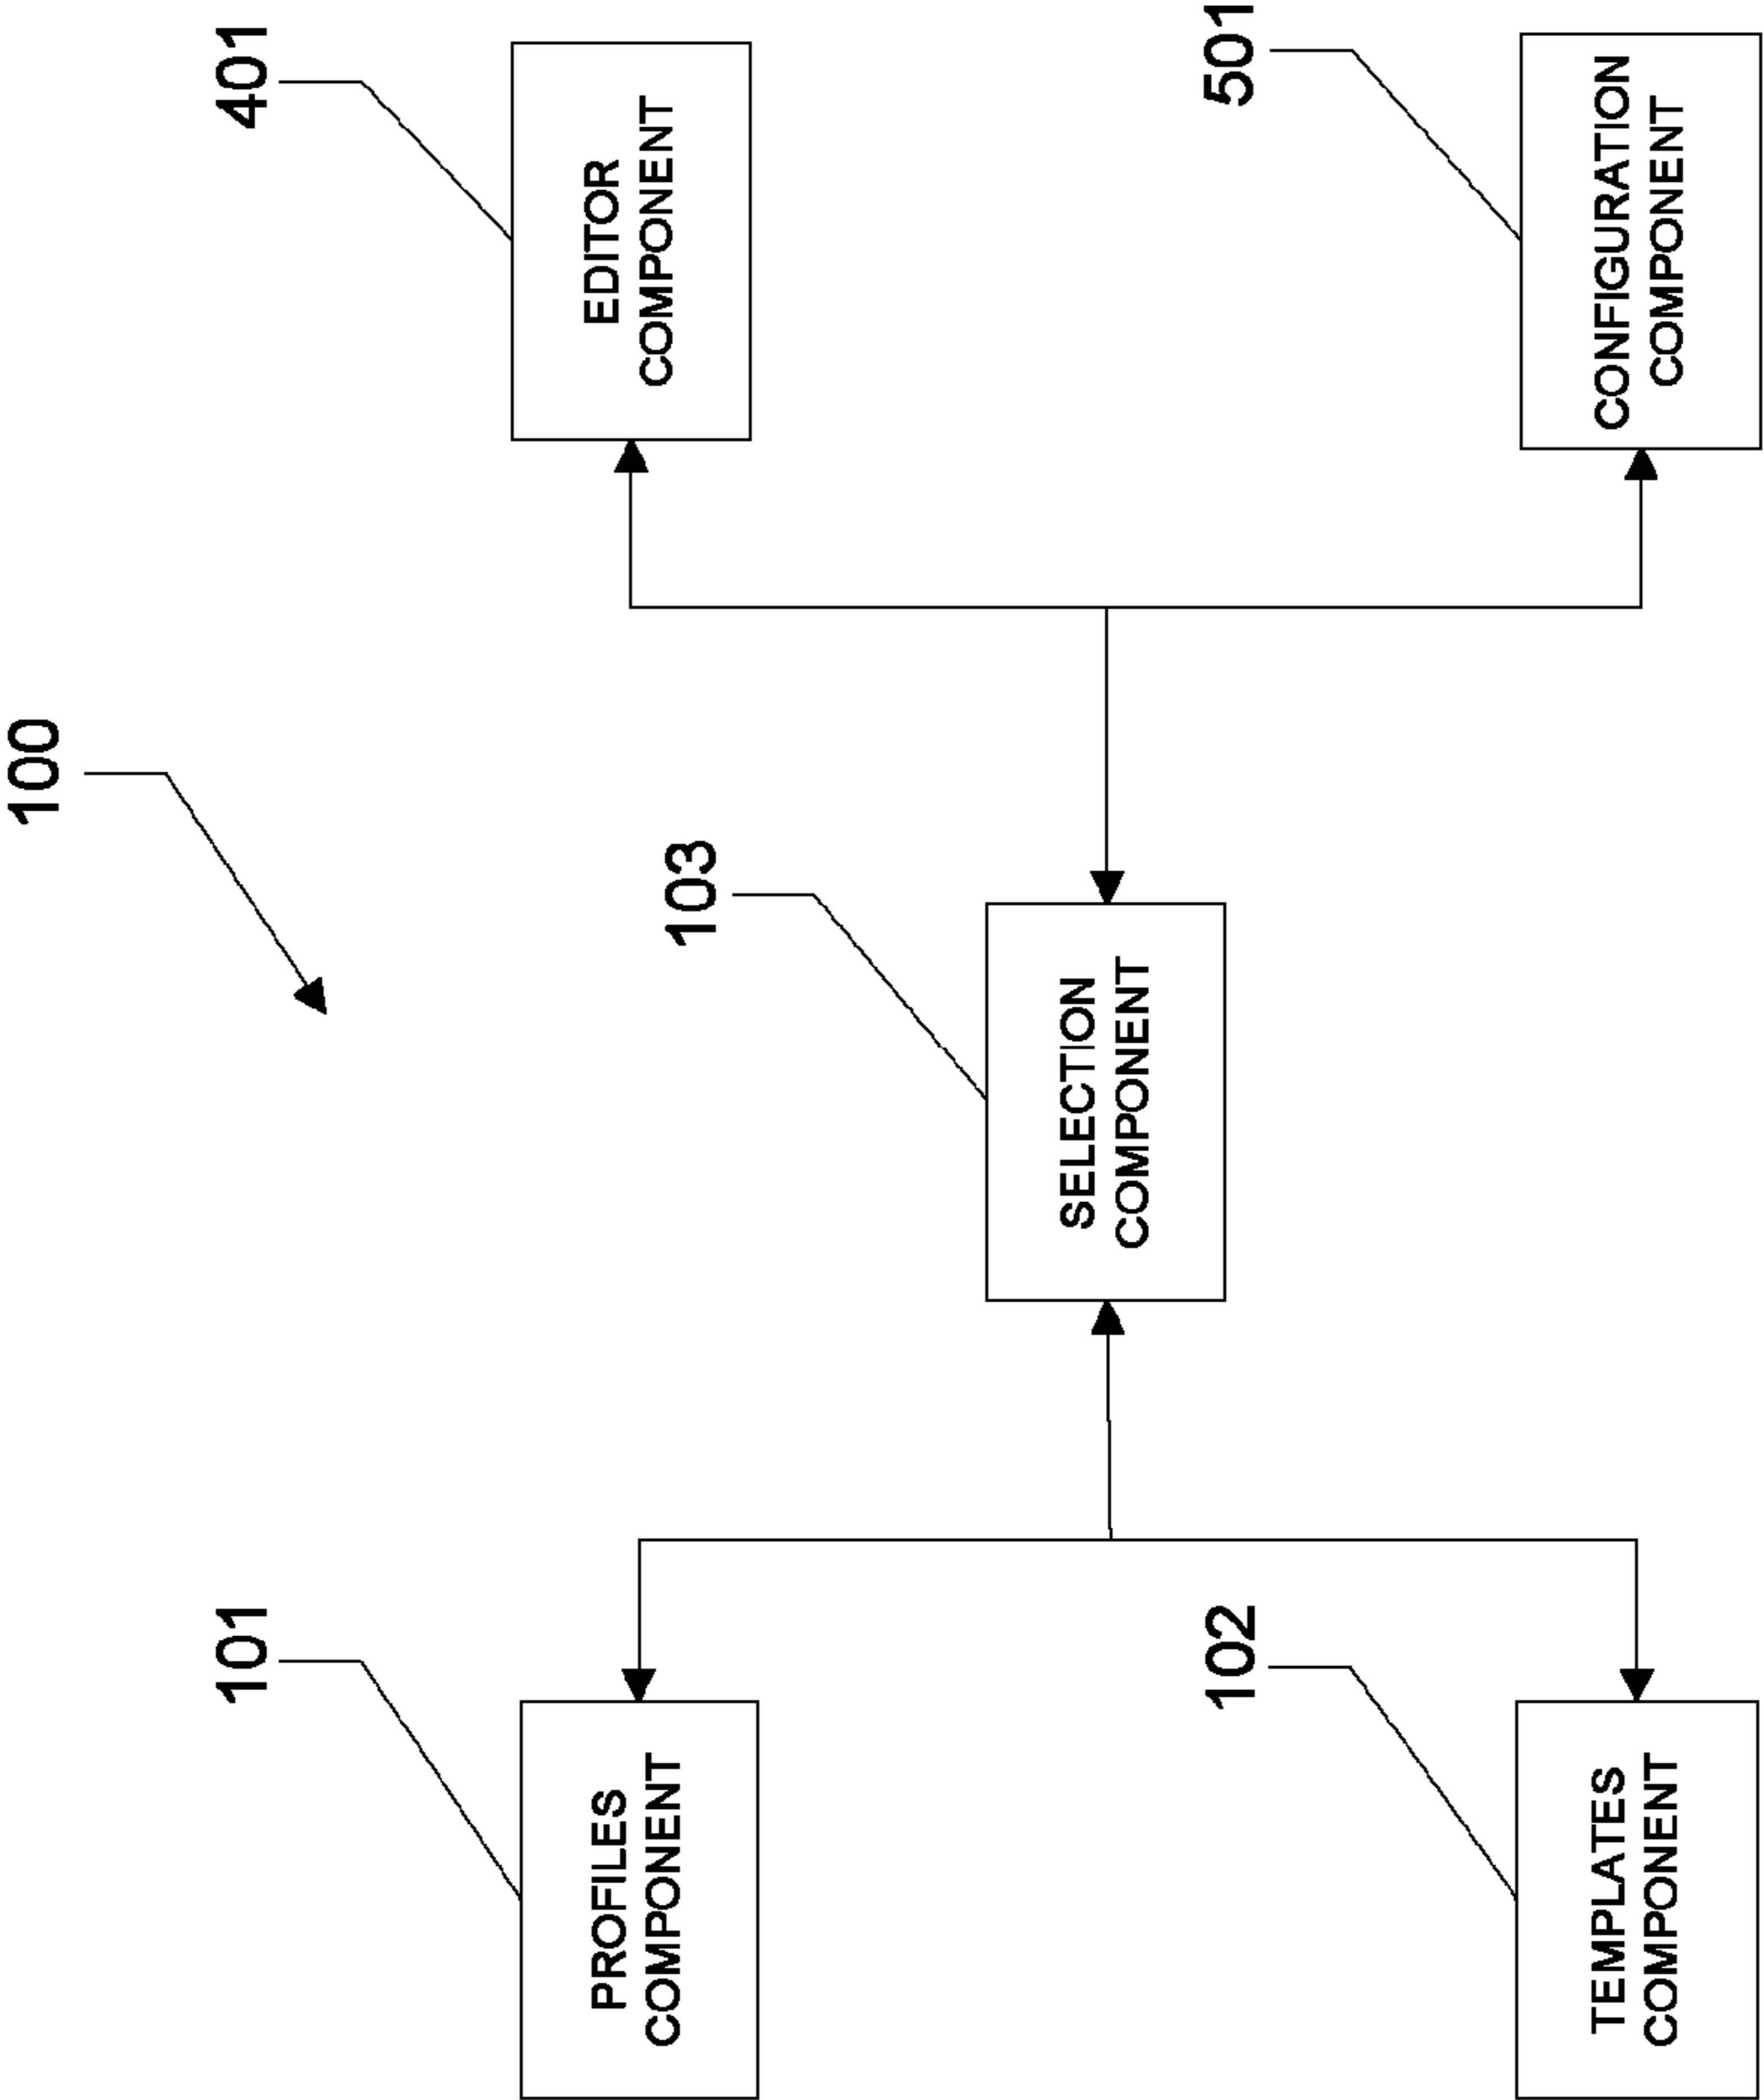 100
101
PROFILES
COMPONENT
103
SELECTION
COMPONENT
401
EDITOR
COMPONENT
102
TEMPLATES
COMPONENT
501
CONFIGURATION
COMPONENT